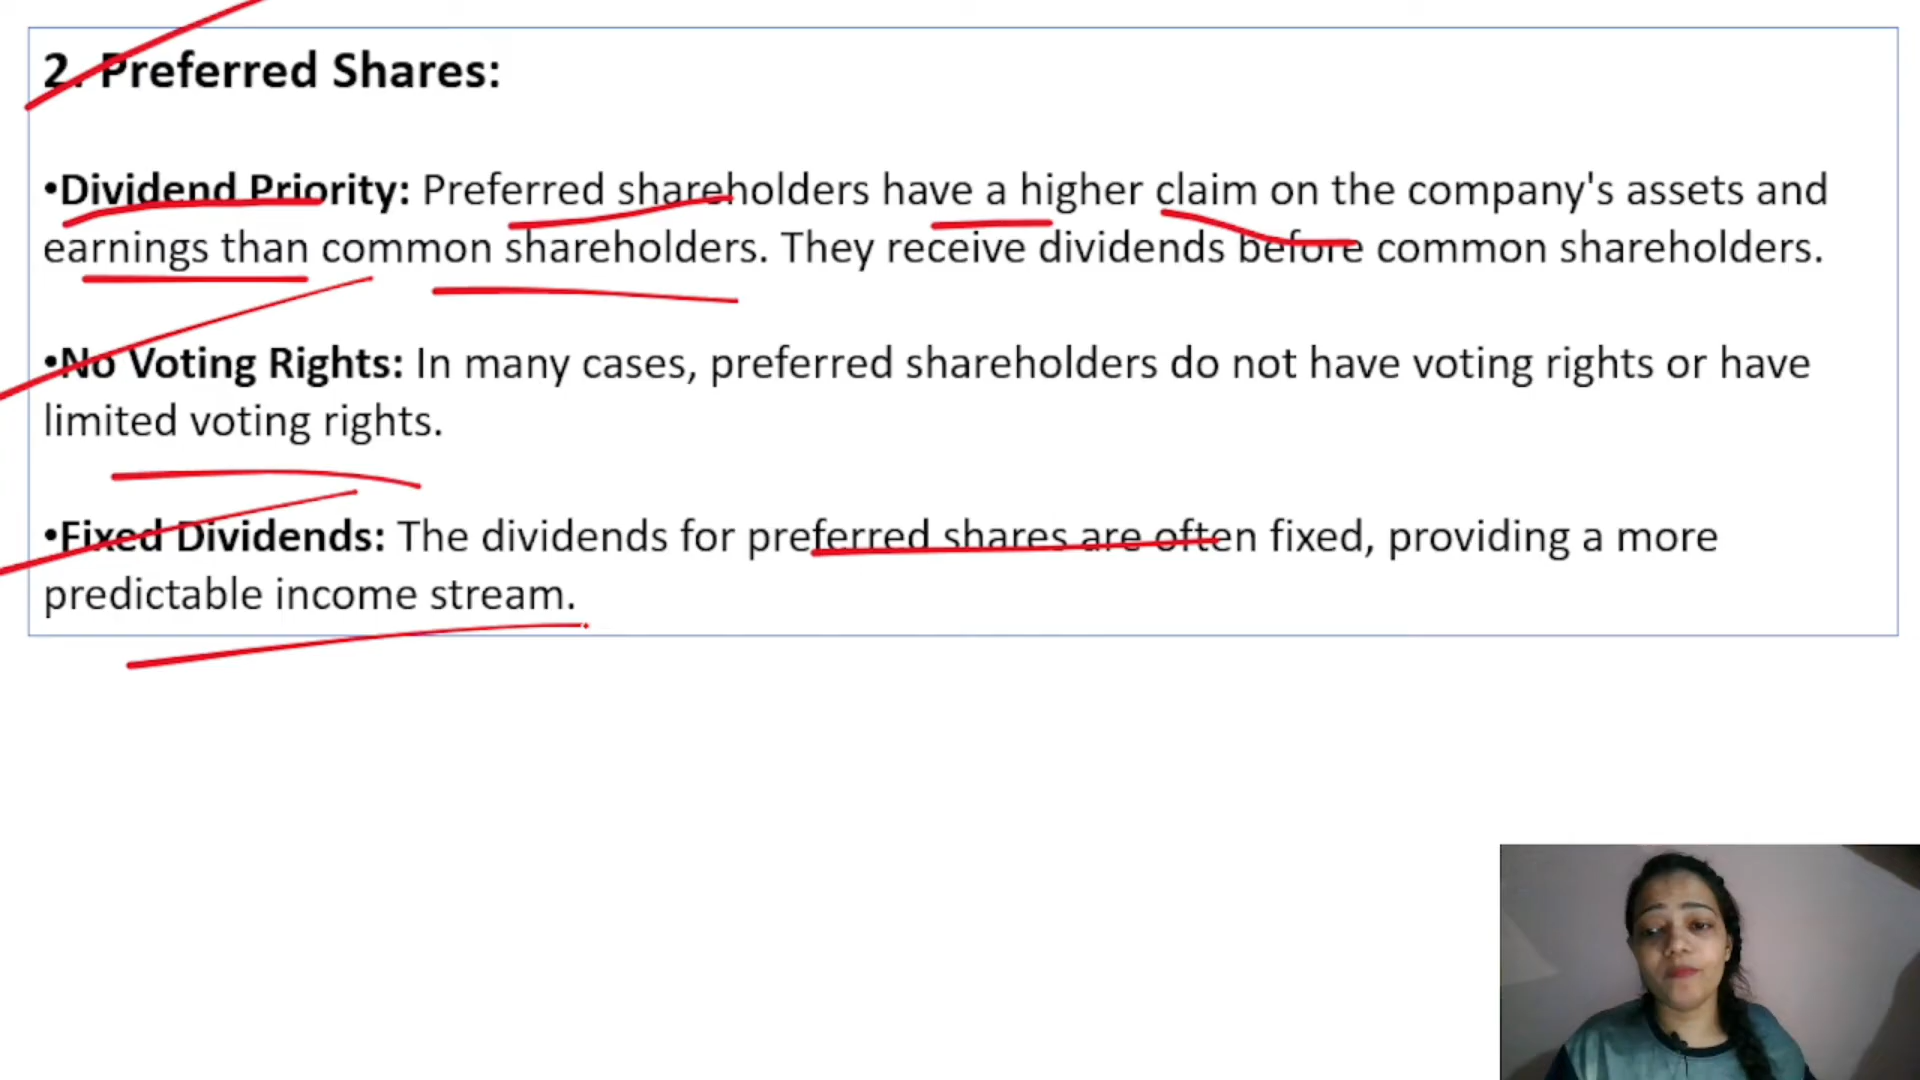 2. Preferred Shares:
•Dividend Priority: Preferred shareholders have a higher claim on the company's assets and
earnings than common shareholders. They receive dividends before common shareholders.
•No Voting Rights: In many cases, preferred shareholders do not have voting rights or have
limited voting rights.
•Fixed Dividends: The dividends for preferred shares are often fixed, providing a more
predictable income stream.